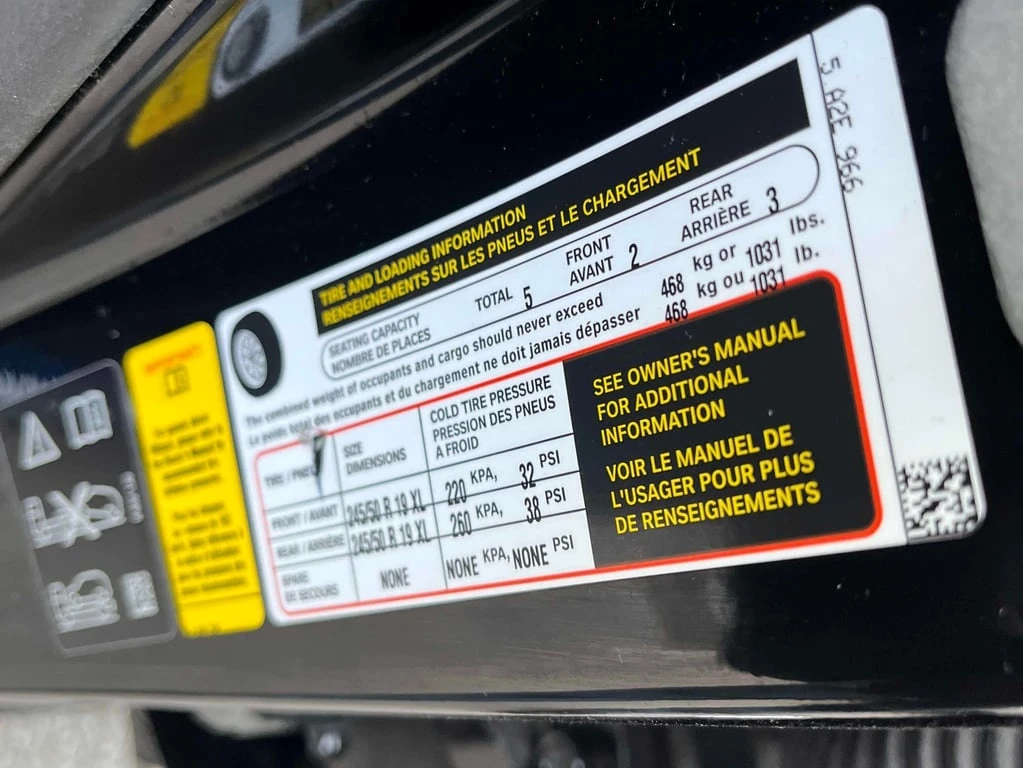 5 A2E 966
TIRE AND LOADING INFORMATION
RENSEIGNEMENTS SUR LES PNEUS ET LE CHARGEMENT
SEATING CAPACITY
NOMBRE DE PLACES
TOTAL 5
FRONT
AVANT 2
REAR
ARRIÈRE 3
The combined weight of occupants and cargo should never exceed 468 kg or 1031 lbs.
Le poids total des occupants et du chargement ne doit jamais dépasser 468 kg ou 1031 lb.
TIRE / PNEU
SIZE
DIMENSIONS
COLD TIRE PRESSURE
PRESSION DES PNEUS
A FROID
FRONT / AVANT 245/50 R 19 XL 220 KPA, 32 PSI
REAR / ARRIÈRE 245/50 R 19 XL 260 KPA, 38 PSI
SPARE
DE SECOURS
NONE NONE KPA, NONE PSI
SEE OWNER'S MANUAL
FOR ADDITIONAL
INFORMATION
VOIR LE MANUEL DE
L'USAGER POUR PLUS
DE RENSEIGNEMENTS